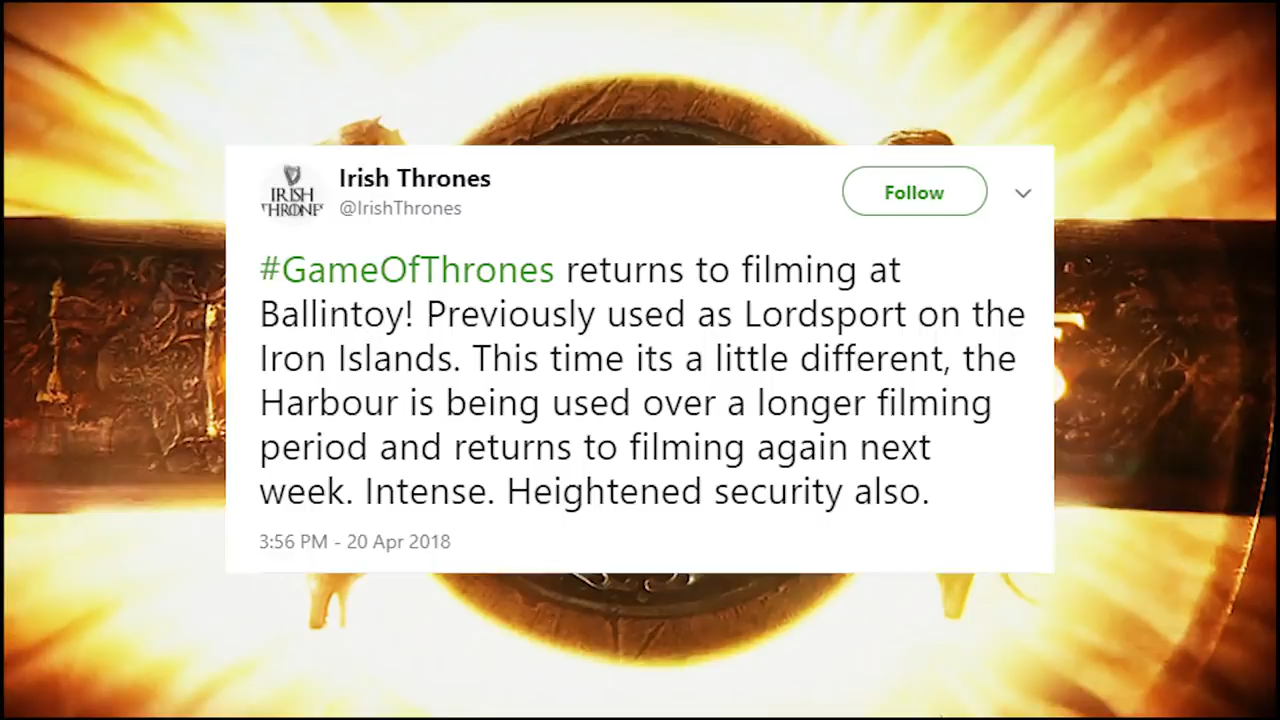 IRISH
THRONES
Irish Thrones
@IrishThrones
Follow
#GameOfThrones returns to filming at
Ballintoy! Previously used as Lordsport on the
Iron Islands. This time its a little different, the
Harbour is being used over a longer filming
period and returns to filming again next
week. Intense. Heightened security also.
3:56 PM - 20 Apr 2018